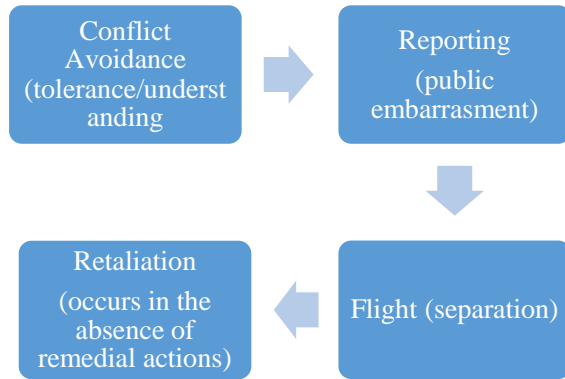 Conflict
Avoidance
(tolerance/underst
anding
Reporting
(public
embarrasment)
Flight (separation)
Retaliation
(occurs in the
absence of
remedial actions)